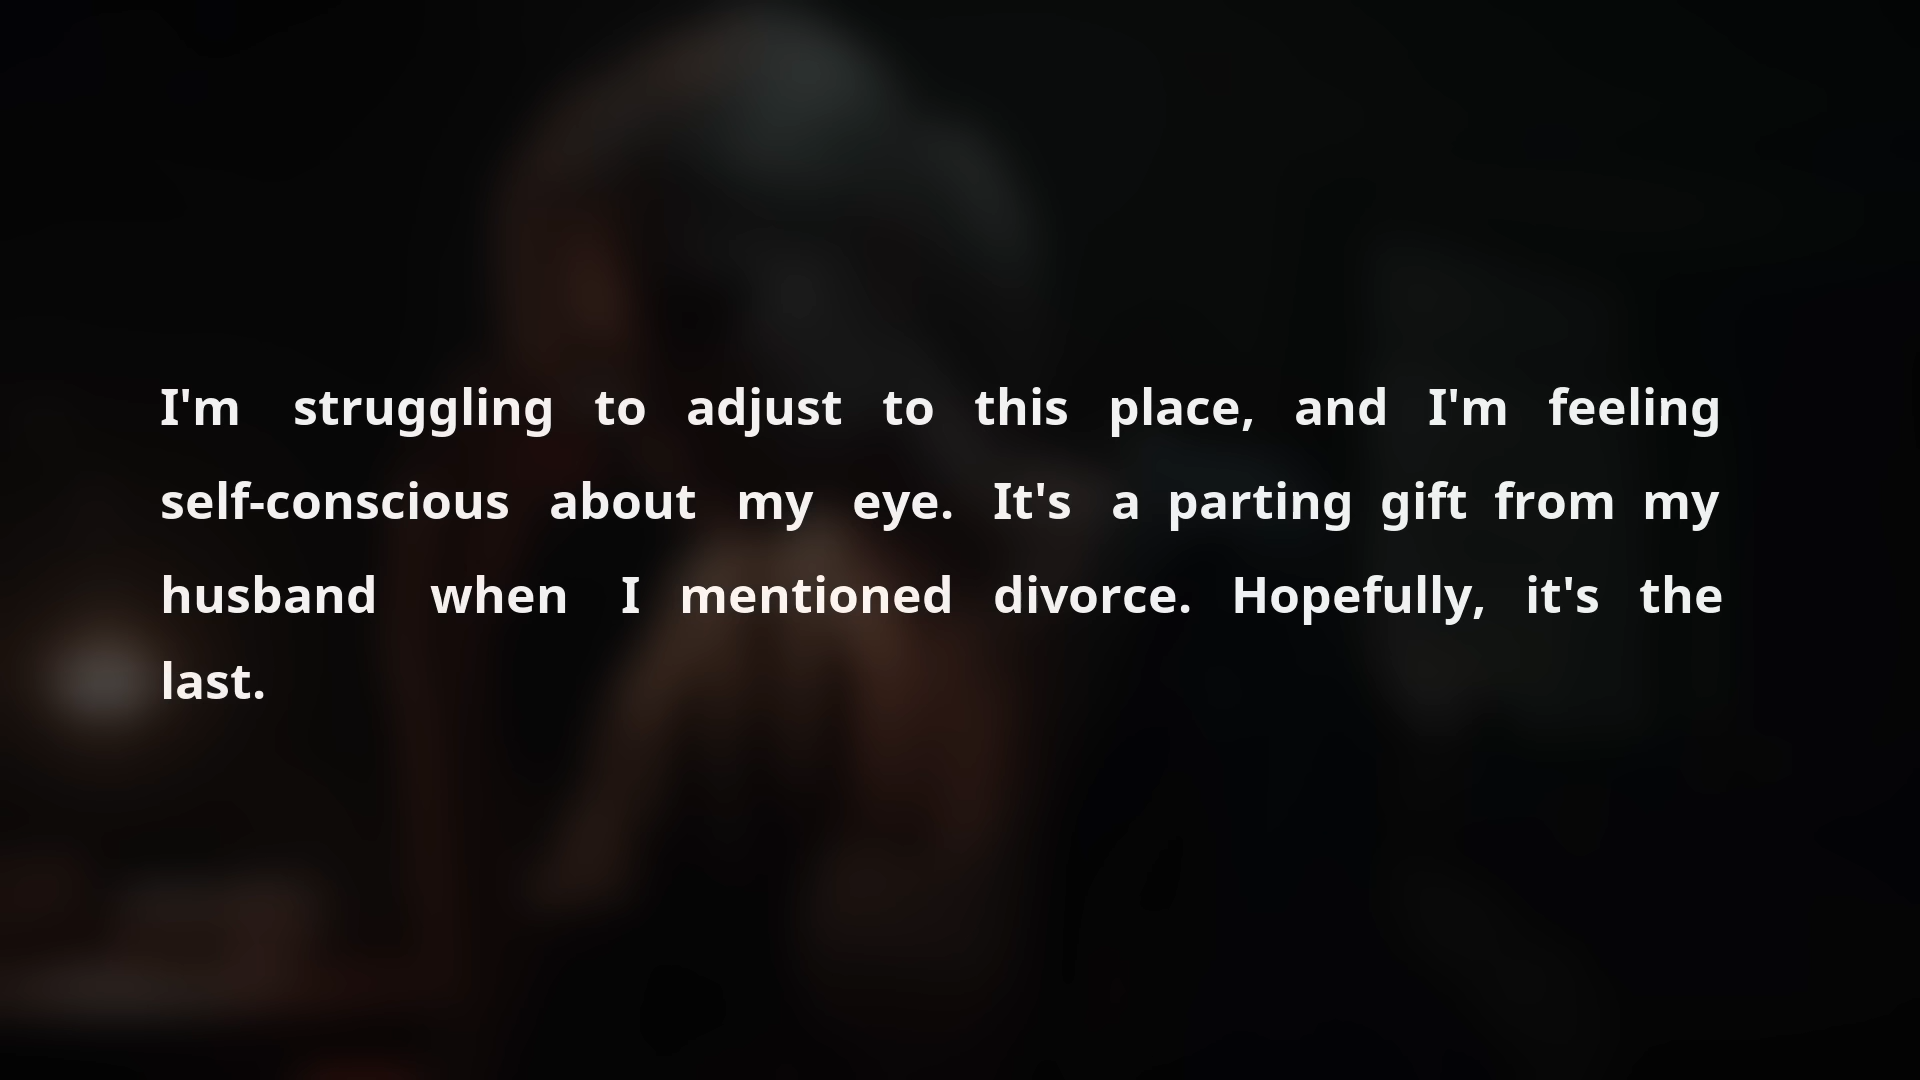 I'm struggling to adjust to this place, and I'm feeling
self-conscious about my eye. It's a parting gift from my
husband when I mentioned divorce. Hopefully, it's the
last.